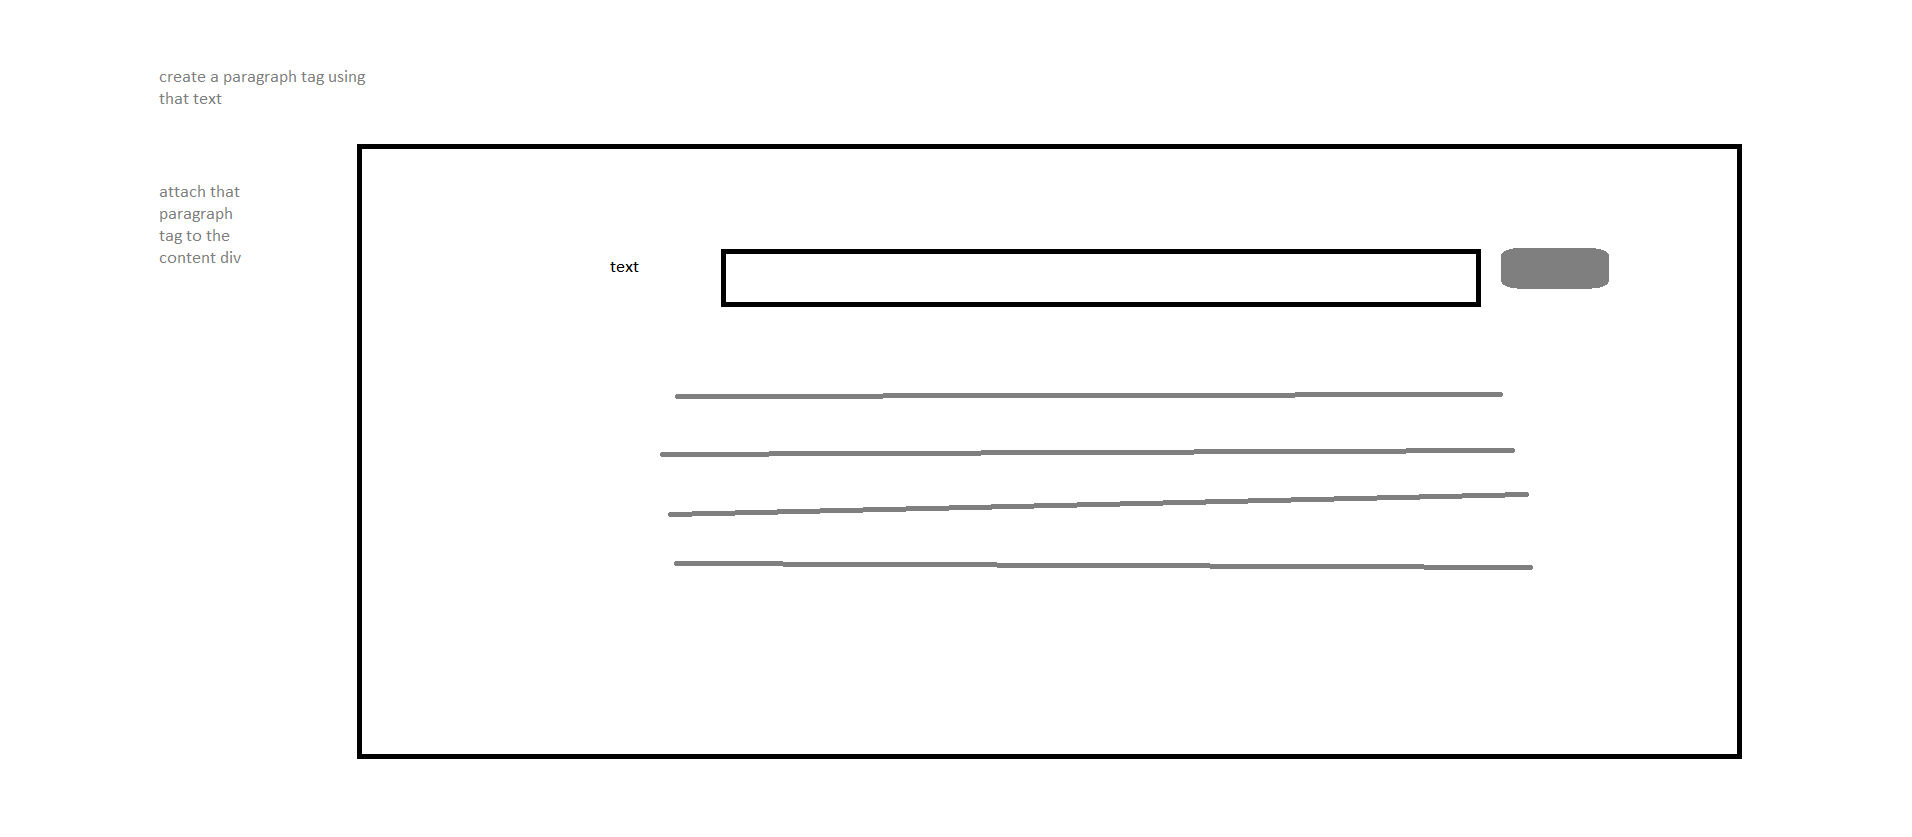 create a paragraph tag using
that text
attach that
paragraph
tag to the
content div
text